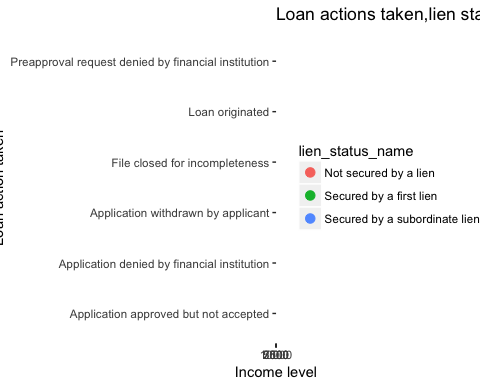 Loan actions taken,lien sta
Preapproval request denied by financial institution
Loan originated
File closed for incompleteness
Application withdrawn by applicant
Application denied by financial institution
Application approved but not accepted
Loan action taken
lien_status_name
Not secured by a lien
Secured by a first lien
Secured by a subordinate lien
Income level